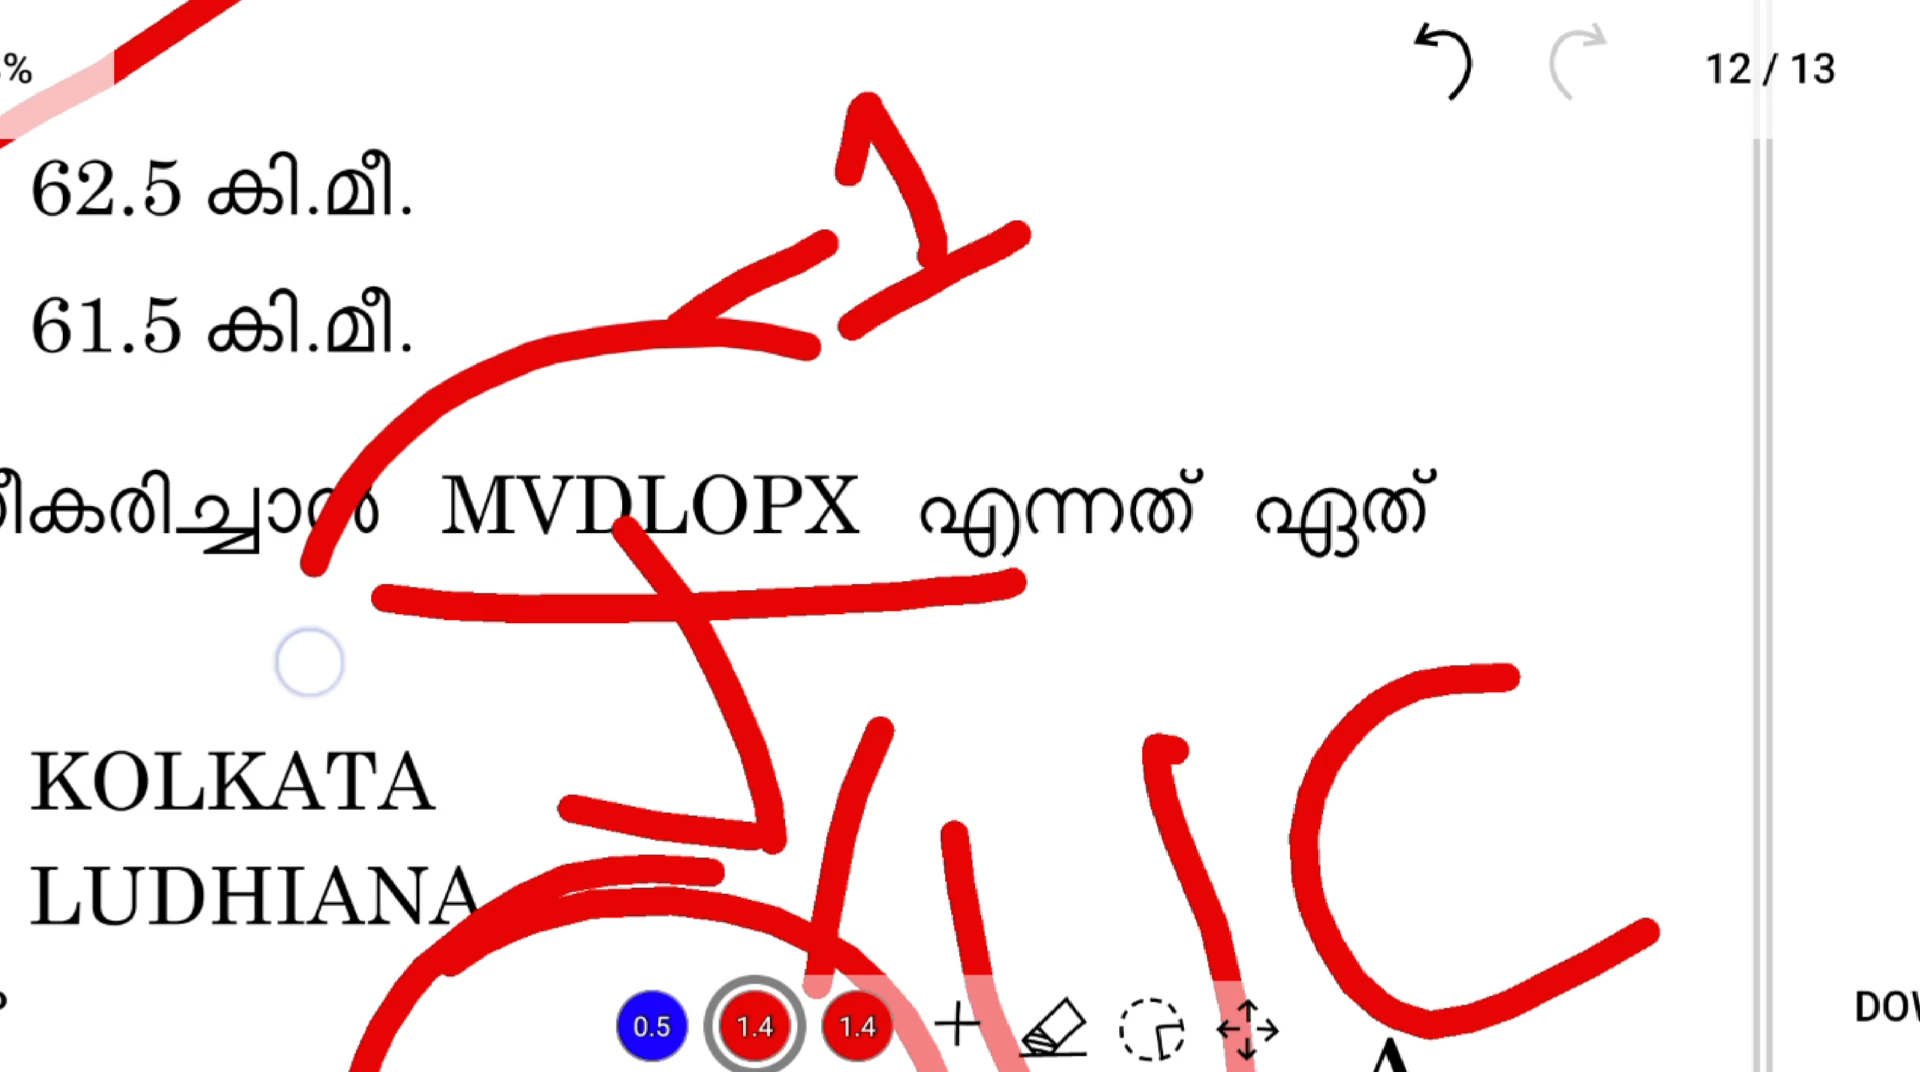 %
12 / 13
62.5 കി.മീ.
61.5 കി.മീ.
MVDLOPX എന്നത് ഏത്
KOLKATA
LUDHIANA
0.5 1.4 1.4